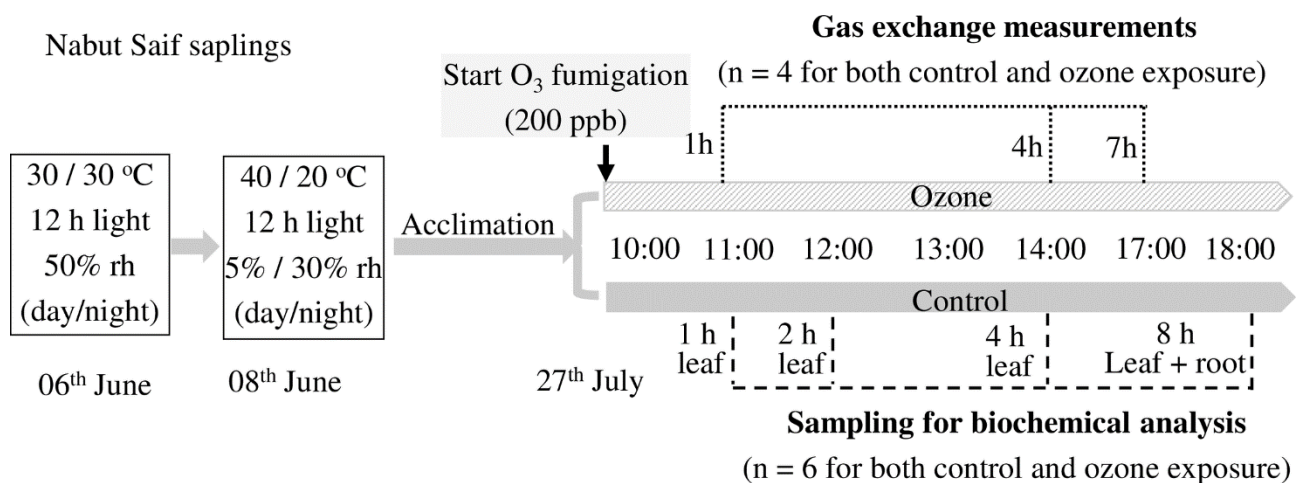 Nabut Saif saplings
Gas exchange measurements
(n = 4 for both control and ozone exposure)
Start O₃ fumigation
(200 ppb)
1h
4h
7h
30 / 30 ºC
12 h light
50% rh
(day/night)
40 / 20 ºC
12 h light
5% / 30% rh
(day/night)
Acclimation
Ozone
10:00 11:00 12:00 13:00 14:00 17:00 18:00
Control
1 h
leaf
2 h
leaf
4 h
leaf
8 h
Leaf + root
06ᵗʰ June
08ᵗʰ June
27ᵗʰ July
Sampling for biochemical analysis
(n = 6 for both control and ozone exposure)